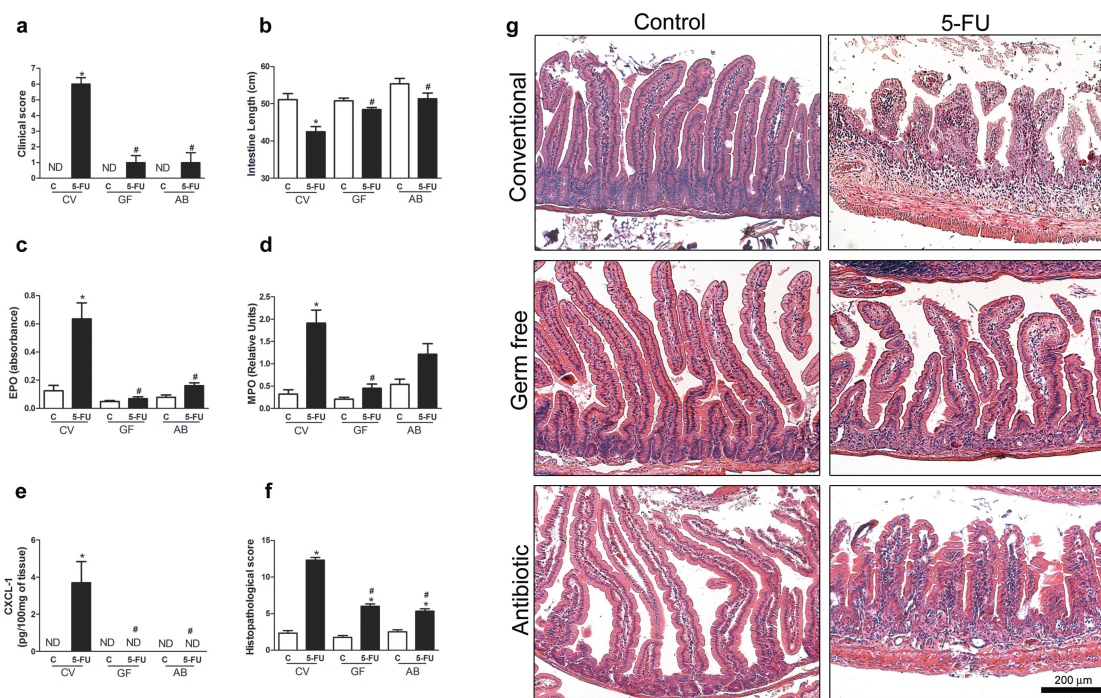 a
Clinical score
7
6
5
4
3
2
1
0
ND
*
ND
#
ND
#
C 5-FU C 5-FU C 5-FU
CV GF AB
b
Intestine Length (cm)
60
50
40
30
*
#
#
C 5-FU C 5-FU C 5-FU
CV GF AB
c
EPO (absorbance)
0.8
0.6
0.4
0.2
0.0
*
#
#
C 5-FU C 5-FU C 5-FU
CV GF AB
d
MPO (Relative Units)
2.5
2.0
1.5
1.0
0.5
0.0
*
#
C 5-FU C 5-FU C 5-FU
CV GF AB
e
CXCL-1
(pg/100mg of tissue)
6
4
2
0
ND
*
ND ND
#
ND ND
#
C 5-FU C 5-FU C 5-FU
CV GF AB
f
Histopathological score
15
10
5
0
*
#
*
#
*
C 5-FU C 5-FU C 5-FU
CV GF AB
g
Control 5-FU
Conventional
Germ free
Antibiotic
200 μm